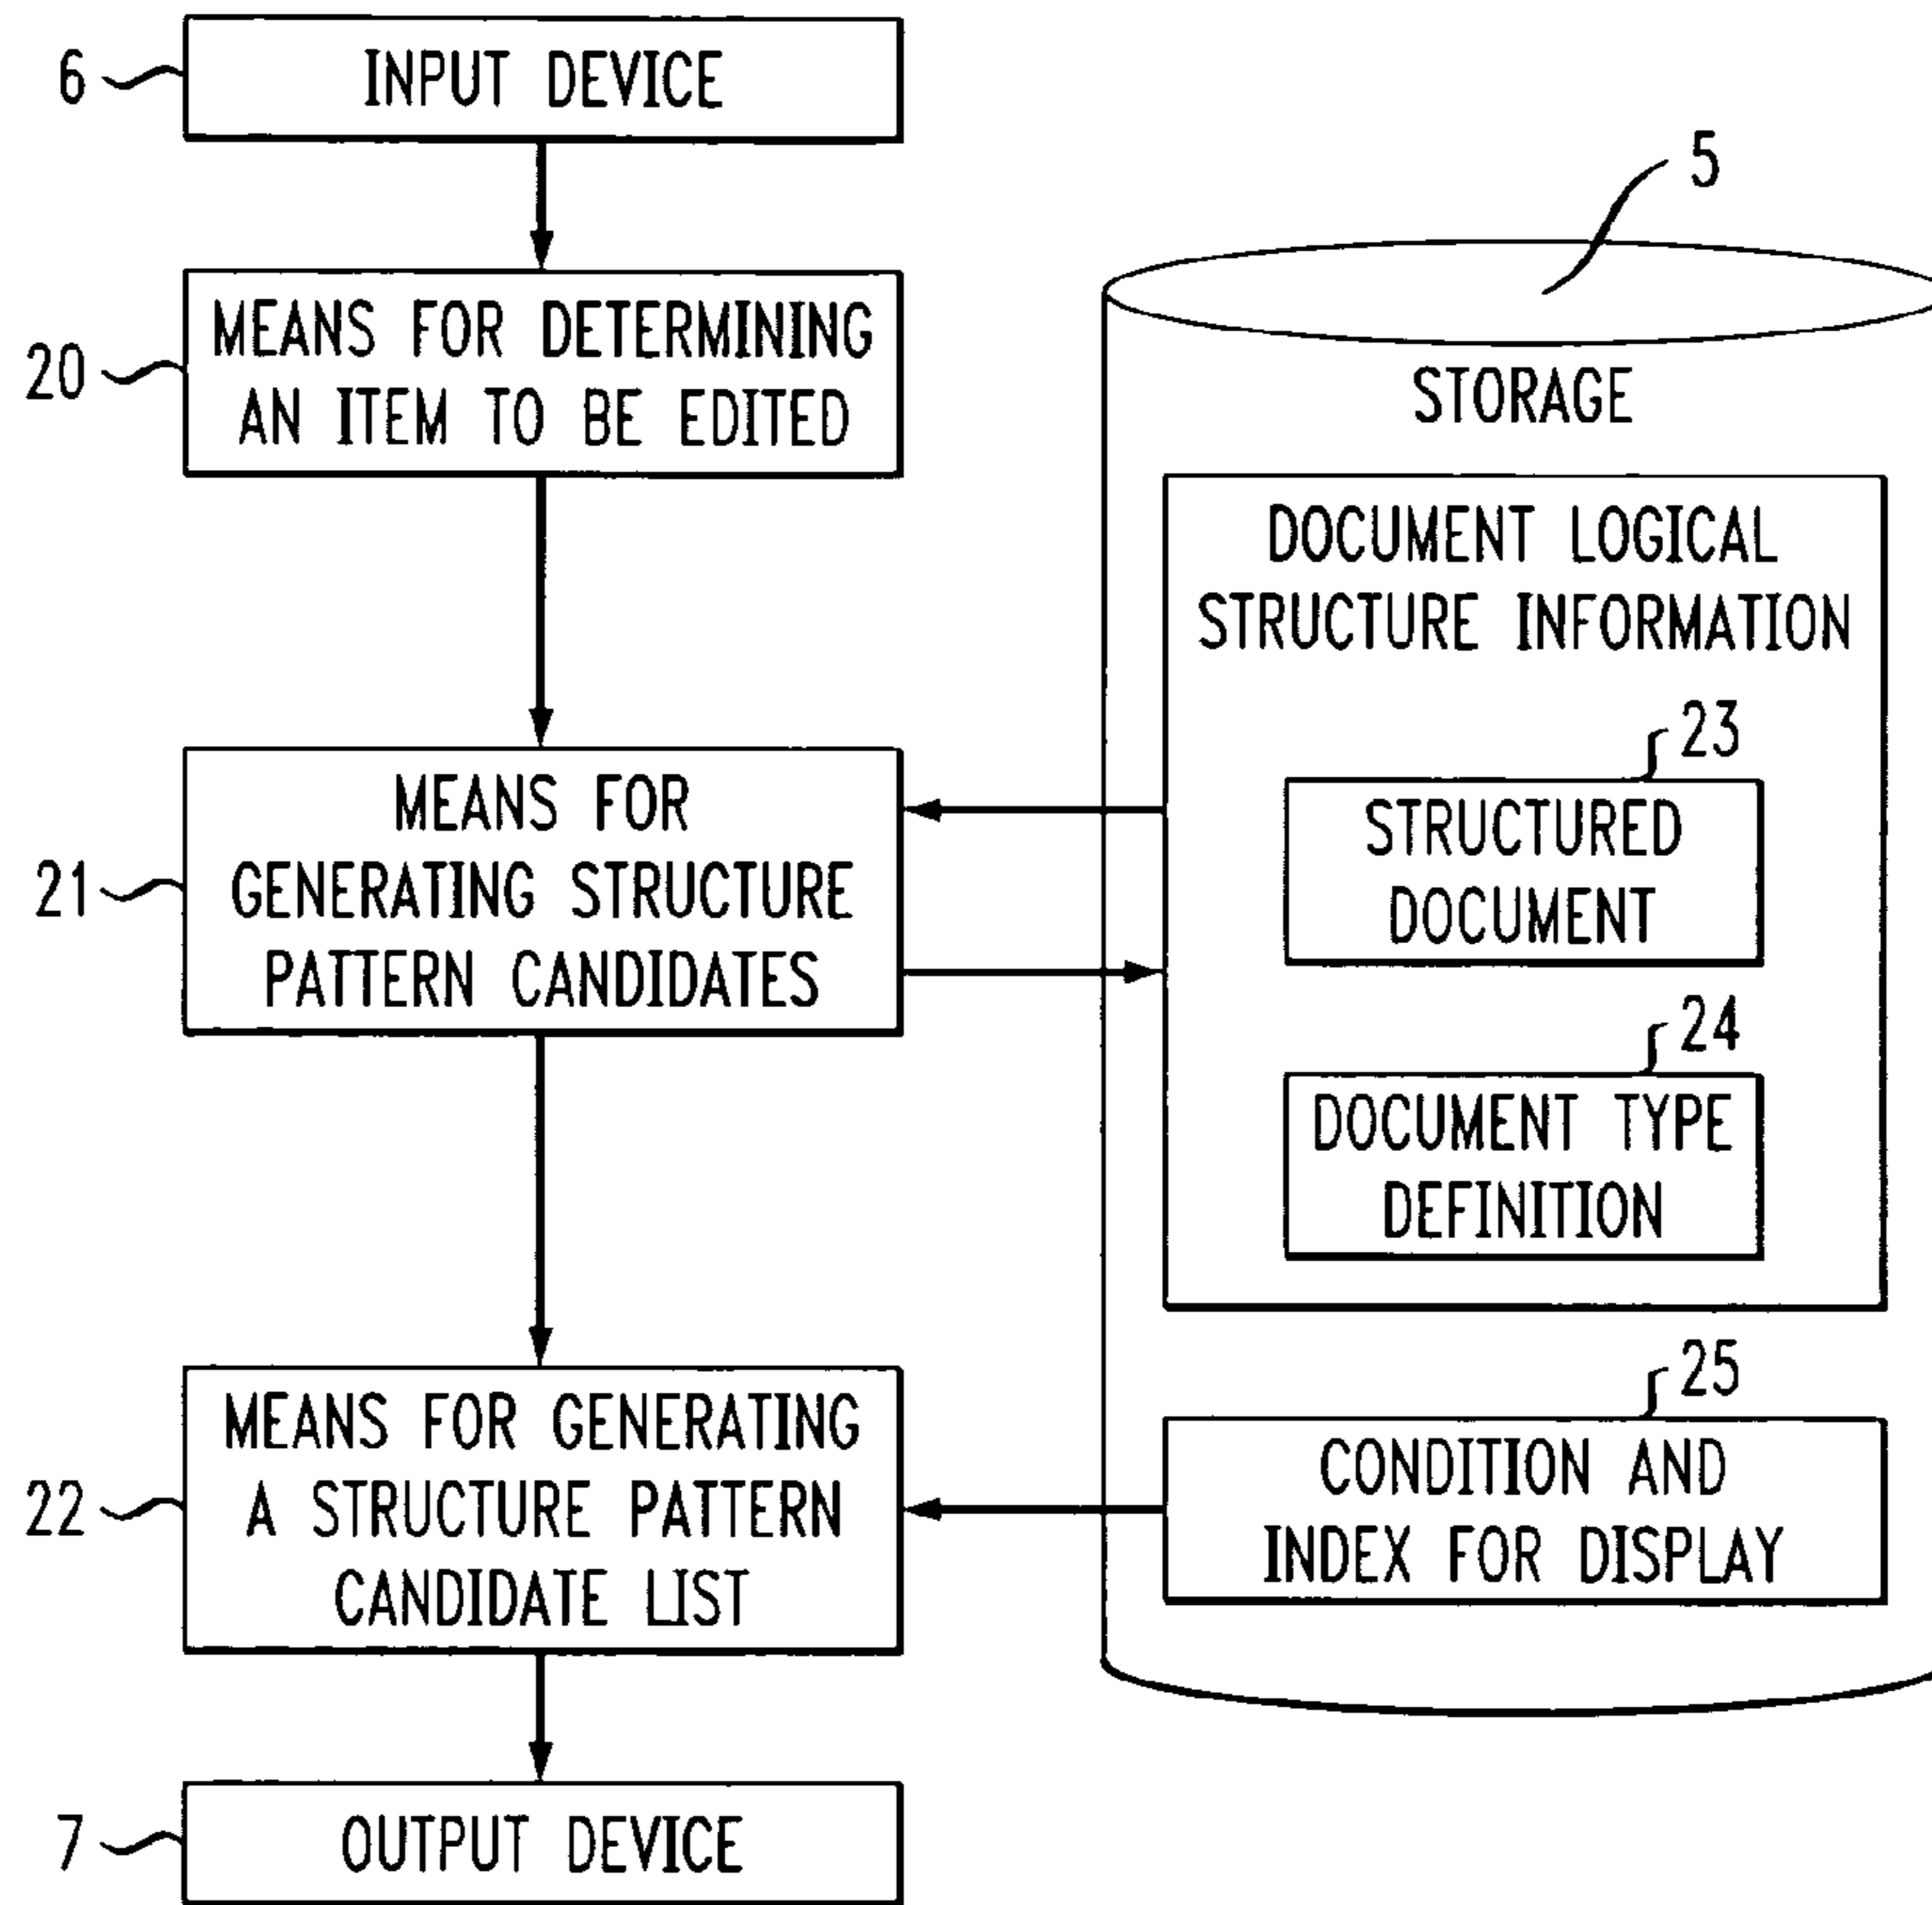 6
INPUT DEVICE
20
MEANS FOR DETERMINING
AN ITEM TO BE EDITED
21
MEANS FOR
GENERATING STRUCTURE
PATTERN CANDIDATES
22
MEANS FOR GENERATING
A STRUCTURE PATTERN
CANDIDATE LIST
7
OUTPUT DEVICE
5
STORAGE
DOCUMENT LOGICAL
STRUCTURE INFORMATION
23
STRUCTURED
DOCUMENT
24
DOCUMENT TYPE
DEFINITION
25
CONDITION AND
INDEX FOR DISPLAY